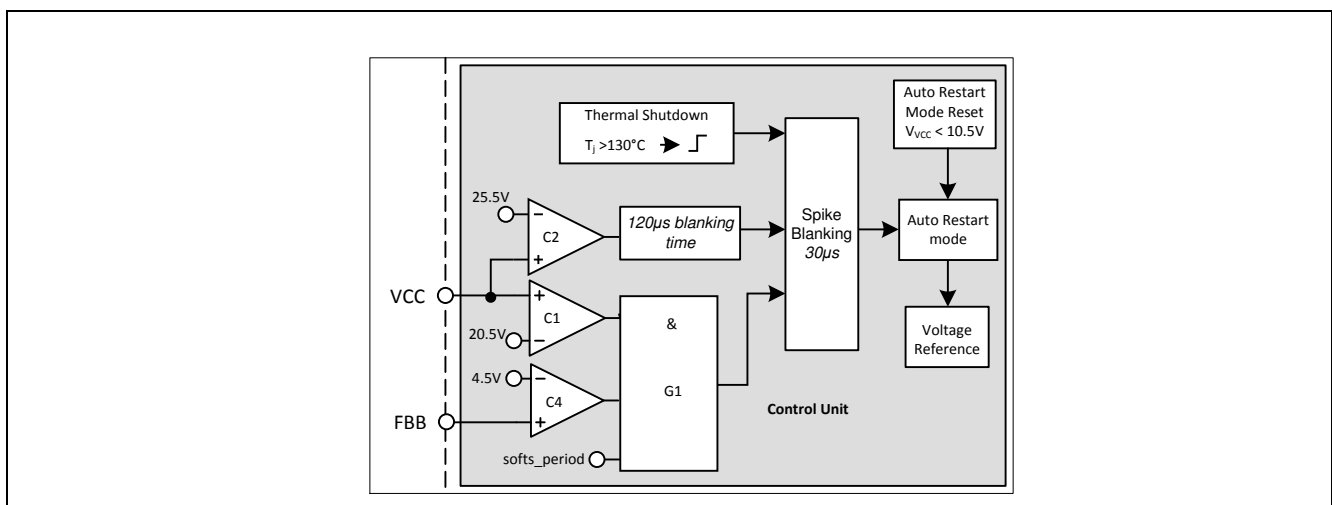 Auto Restart
Mode Reset
VVCC < 10.5V
Thermal Shutdown
Tj >130°C
25.5V
C2
120µs blanking
time
Spike
Blanking
30µs
Auto Restart
mode
VCC
C1
20.5V
&
G1
Voltage
Reference
4.5V
C4
FBB
Control Unit
softs_period